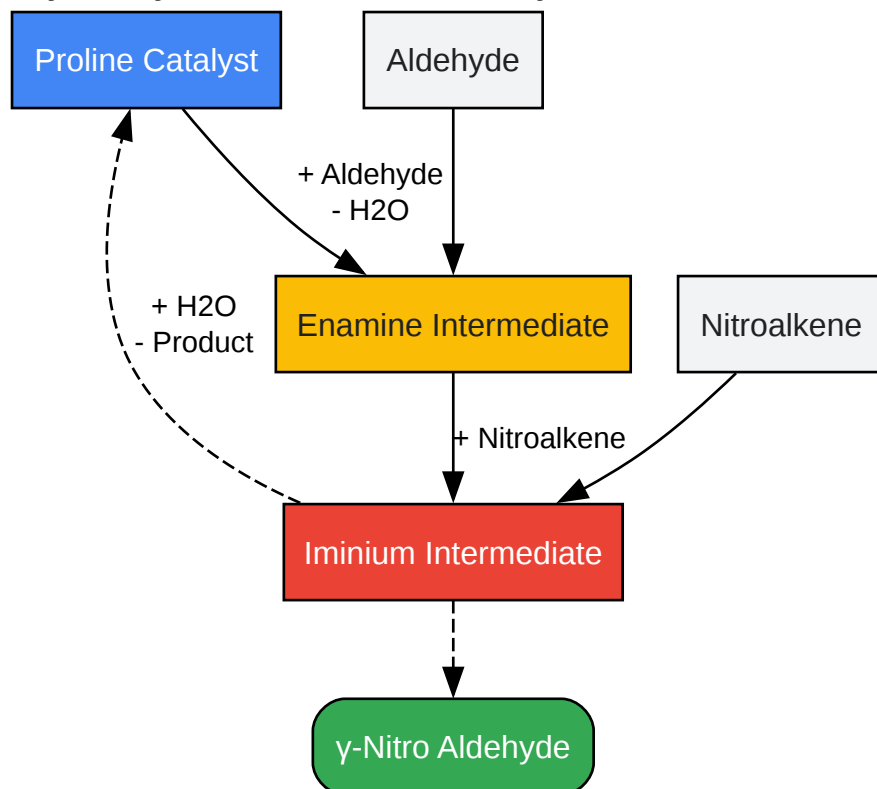 Proline Catalyst
Aldehyde
+ Aldehyde
- H2O
Enamine Intermediate
Nitroalkene
+ H2O
- Product
+ Nitroalkene
Iminium Intermediate
γ-Nitro Aldehyde